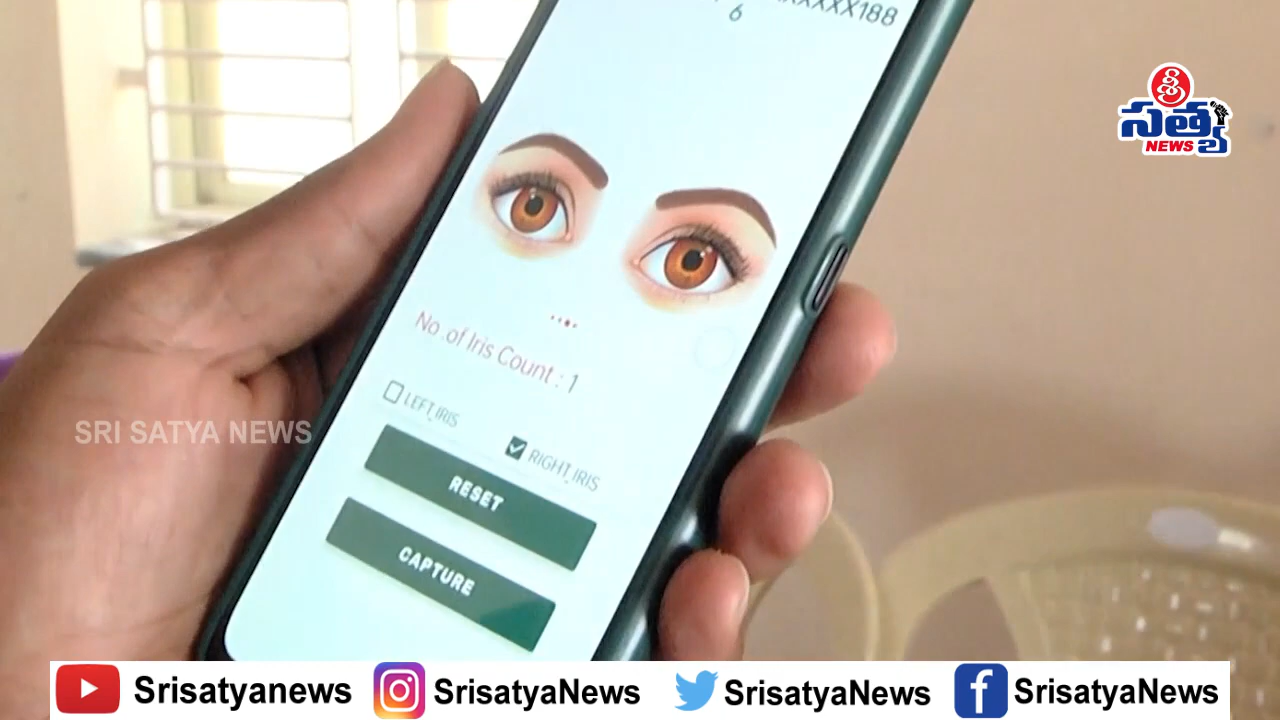 XXXXX188
6
శ్రీ
సత్య
NEWS
No .of Iris Count : 1
LEFT_IRIS
RIGHT_IRIS
SRI SATYA NEWS
RESET
CAPTURE
Srisatyanews
SrisatyaNews
SrisatyaNews
SrisatyaNews